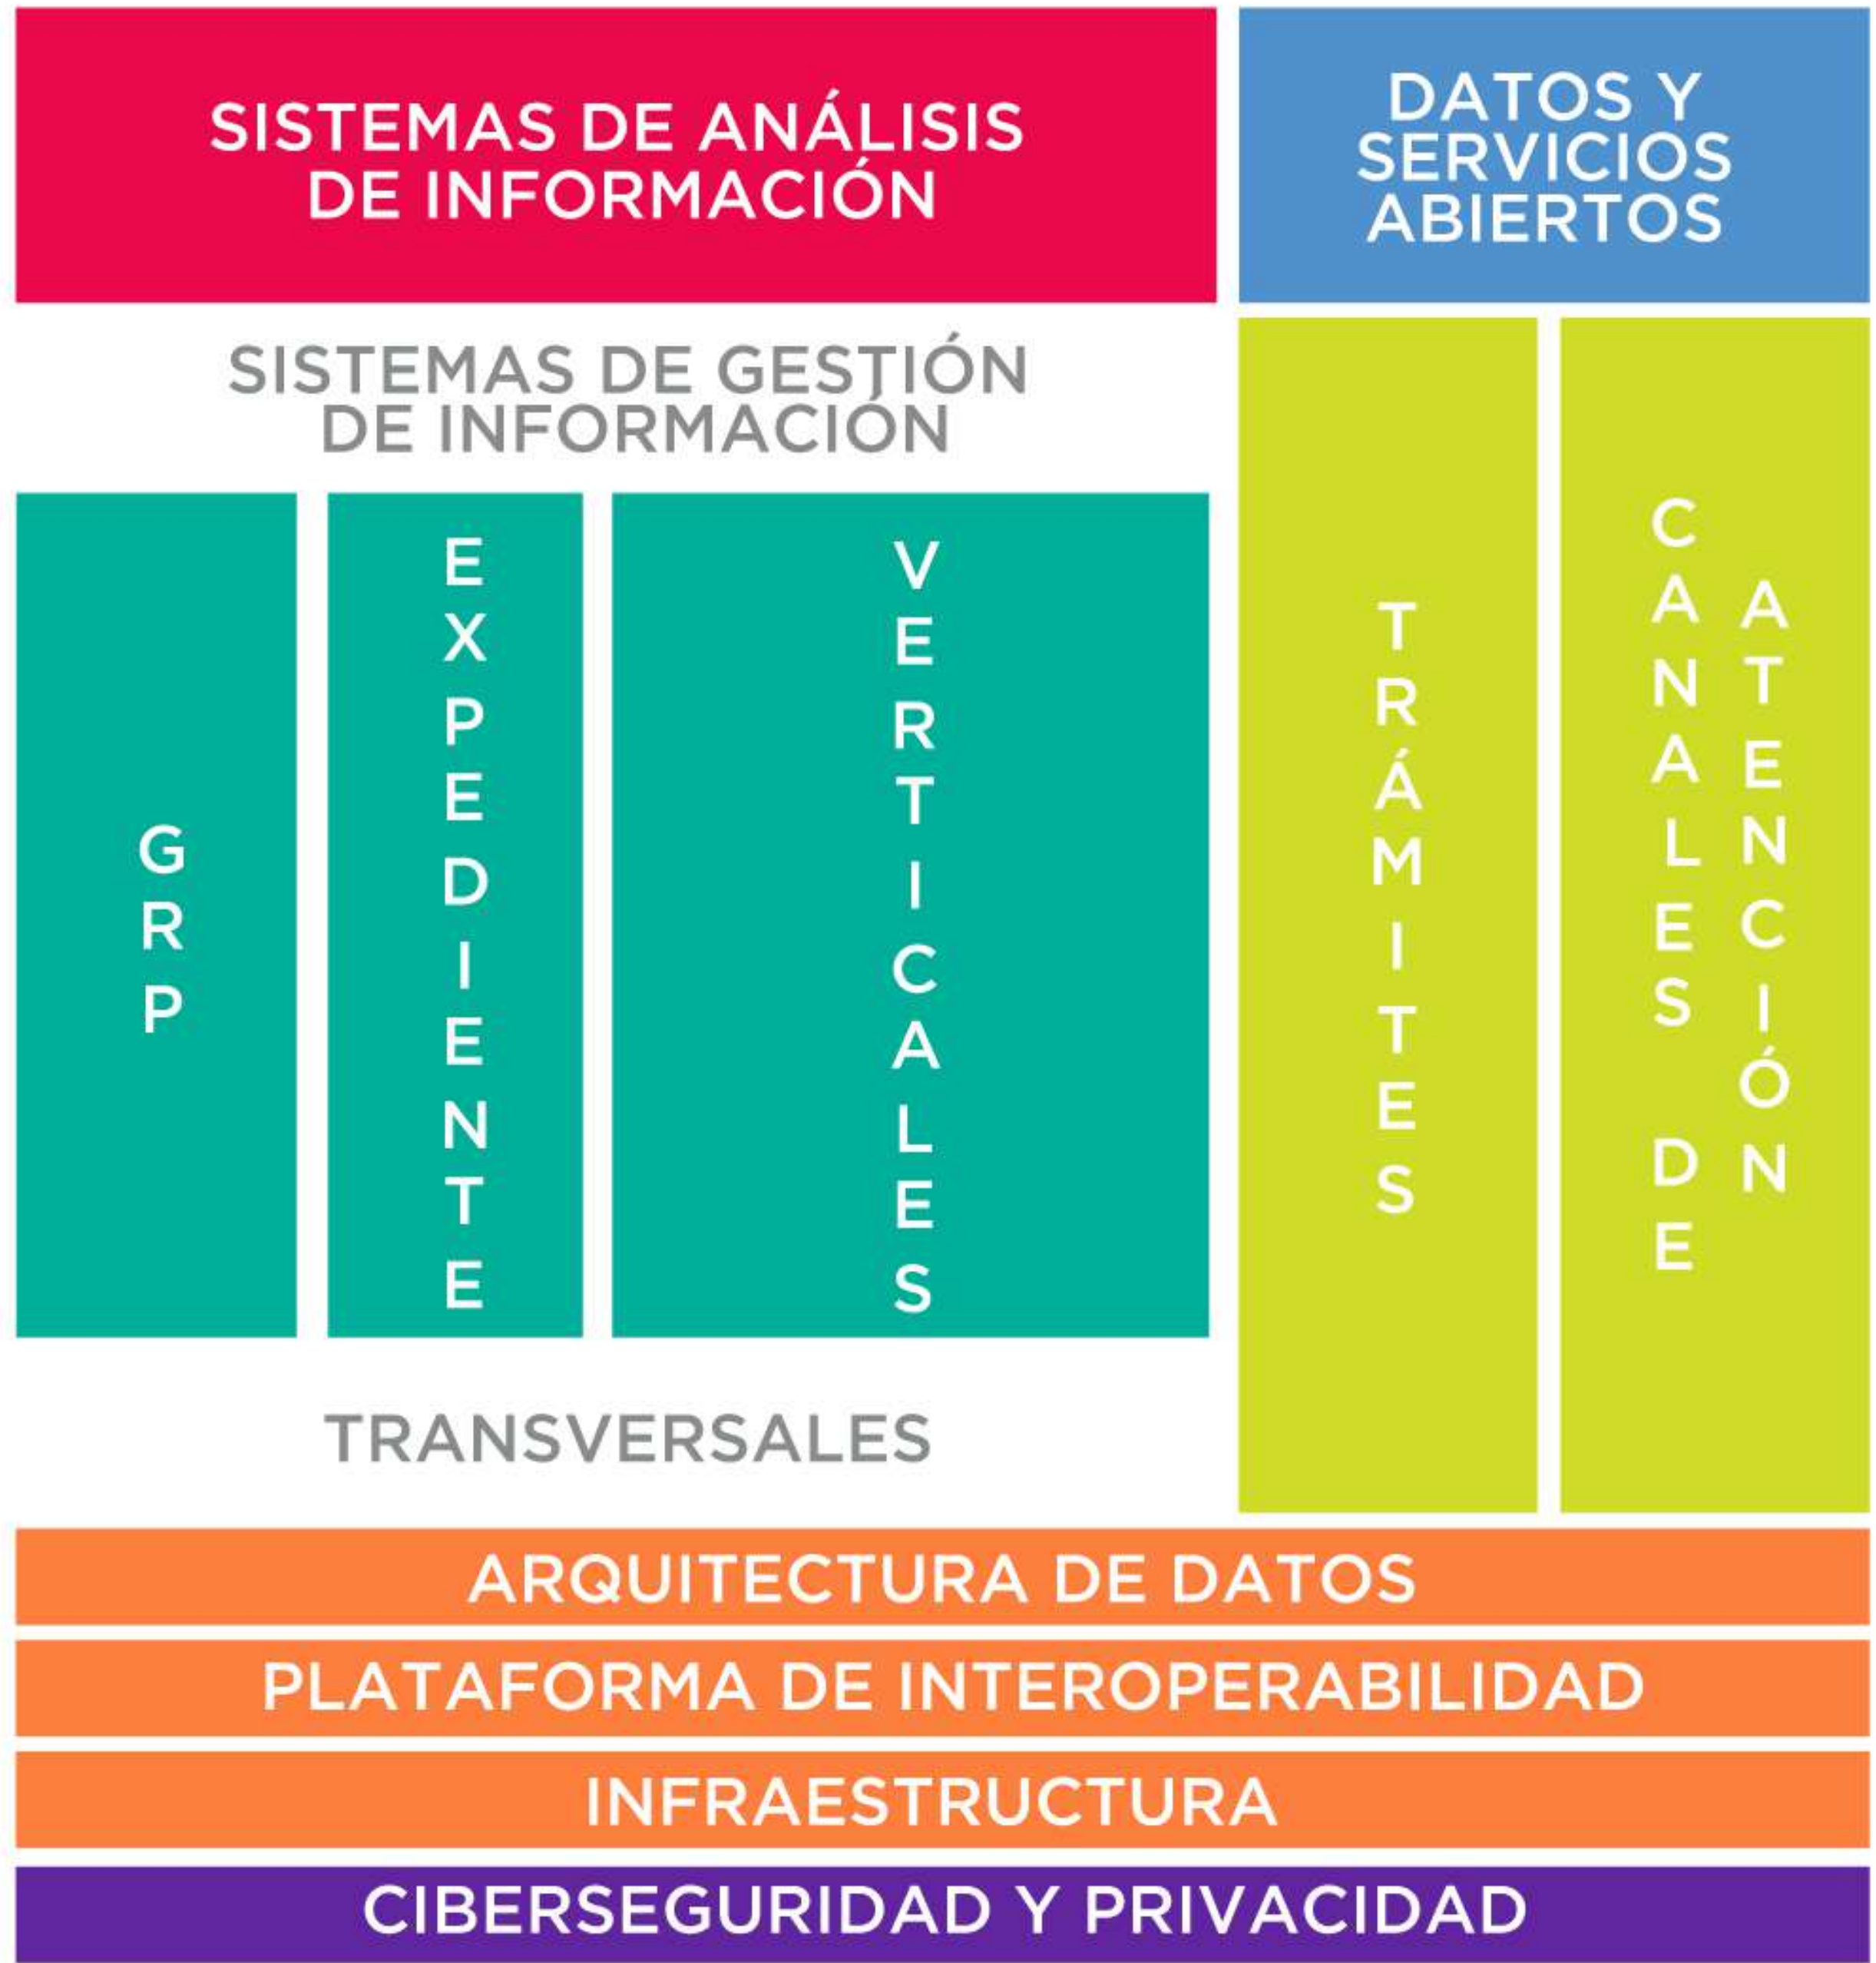 SISTEMAS DE ANÁLISIS
DE INFORMACIÓN
DATOS Y
SERVICIOS
ABIERTOS
SISTEMAS DE GESTIÓN
DE INFORMACIÓN
GRP
EXPEDIENTE
VERTICALES
TRÁMITES
CANALES DE
ATENCIÓN
TRANSVERSALES
ARQUITECTURA DE DATOS
PLATAFORMA DE INTEROPERABILIDAD
INFRAESTRUCTURA
CIBERSEGURIDAD Y PRIVACIDAD